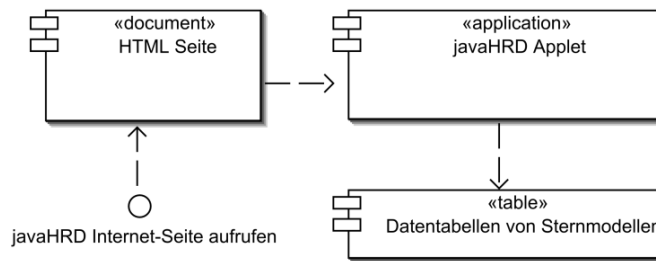 «document»
HTML Seite
«application»
javaHRD Applet
javaHRD Internet-Seite aufrufen
«table»
Datentabellen von Sternmodellen